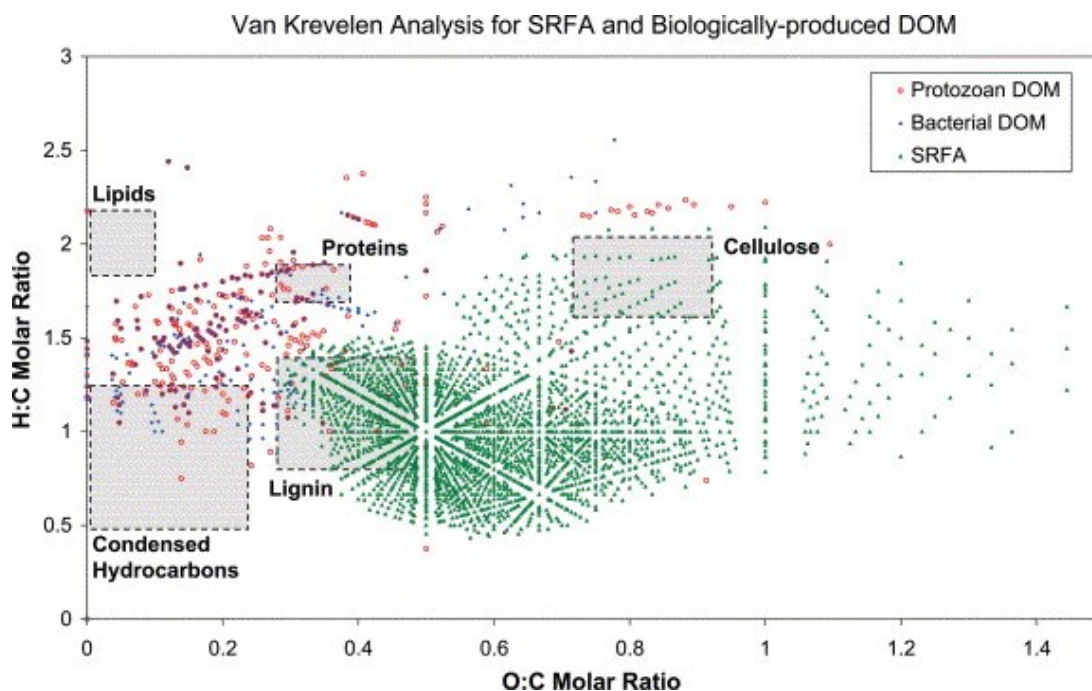 Van Krevelen Analysis for SRFA and Biologically-produced DOM
3
2.5
2
1.5
1
0.5
0
H:C Molar Ratio
Protozoan DOM
Bacterial DOM
SRFA
Lipids
Proteins
Cellulose
Lignin
Condensed
Hydrocarbons
0 0.2 0.4 0.6 0.8 1 1.2 1.4
O:C Molar Ratio